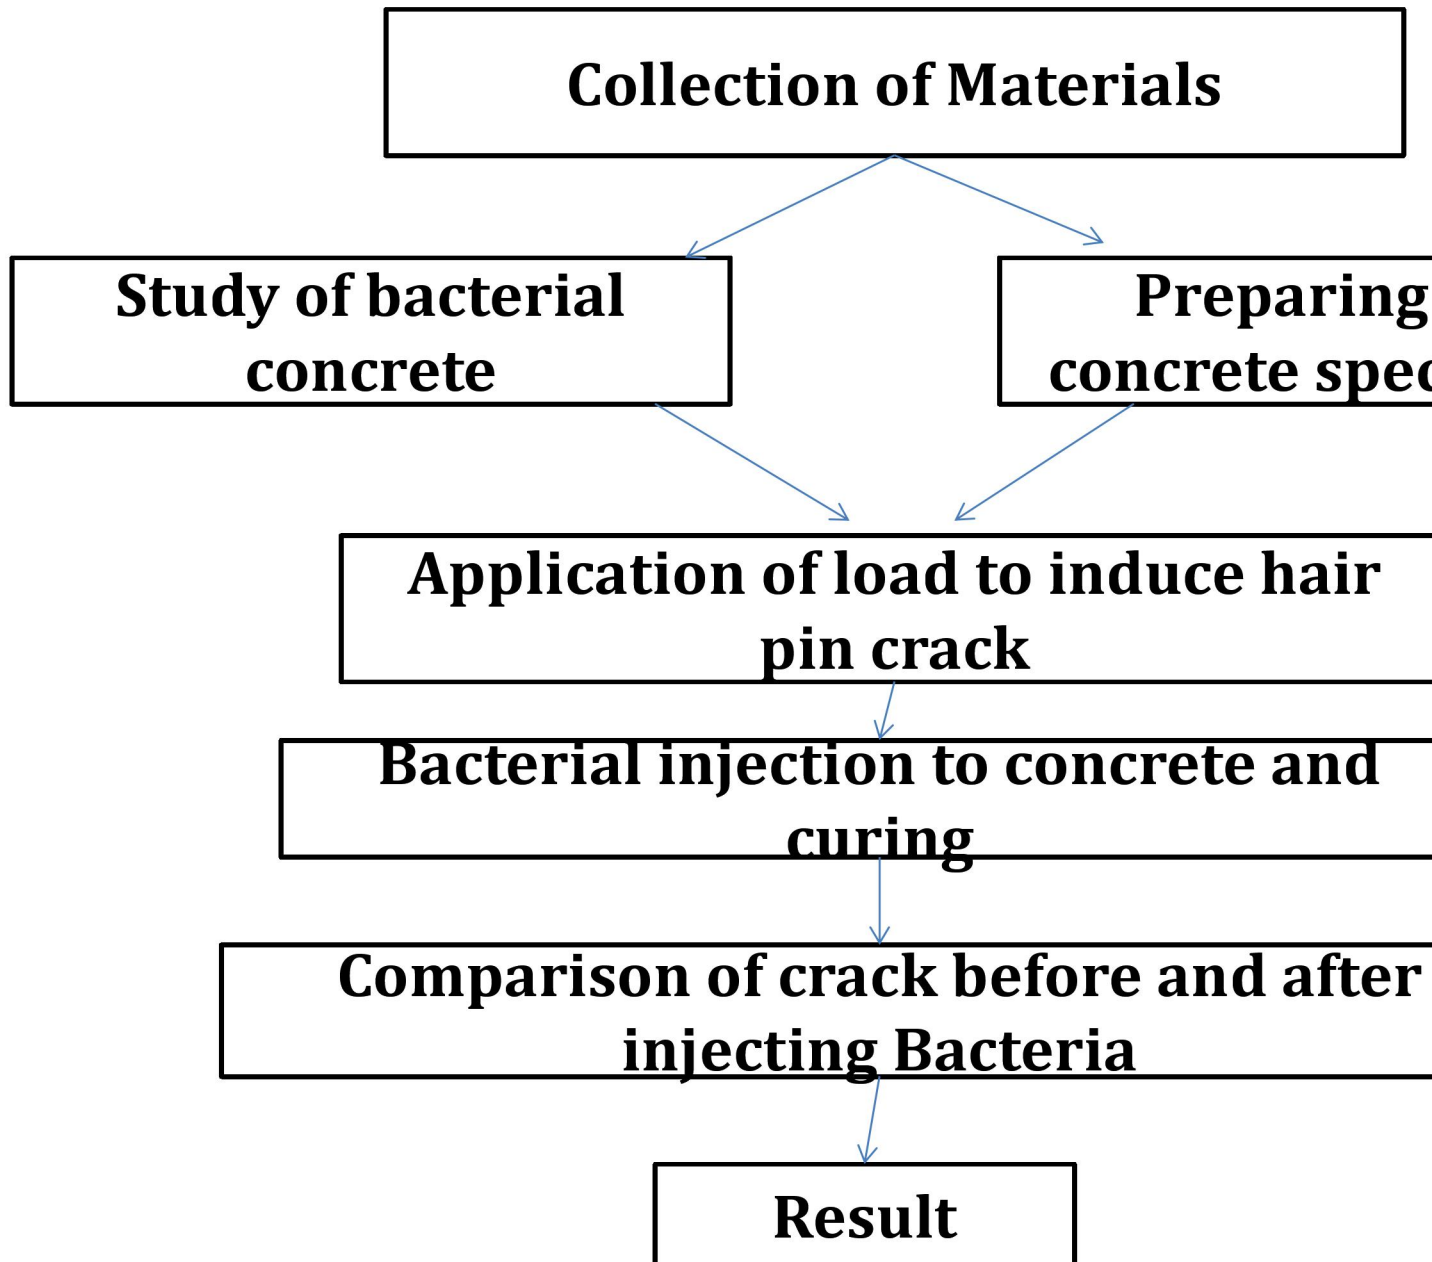 Collection of Materials
Study of bacterial
concrete
Preparing
concrete
Application of load to induce hair
pin crack
Bacterial injection to concrete and
curing
Comparison of crack before and after
injecting Bacteria
Result